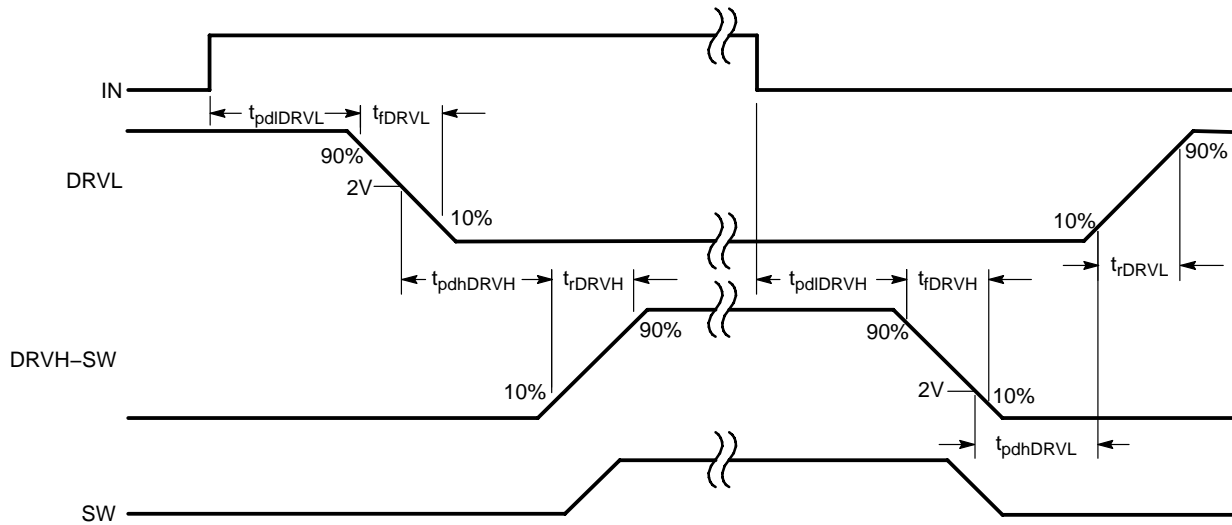 IN
tpdlDRVL
tfDRVL
90%
90%
DRVL
2V
10%
10%
tpdhDRVH
trDRVH
tpdlDRVH
tfDRVH
trDRVL
90%
90%
DRVH–SW
10%
2V
10%
tpdhDRVL
SW